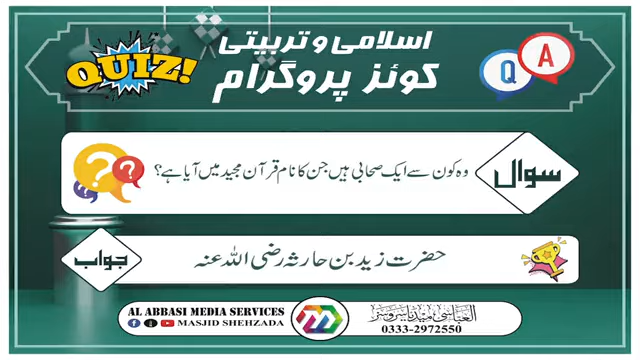 اسلامی و تربیتی
کوئز پروگرام
QUIZ!
Q A
سوال
وہ کون سے ایک صحابی ہیں جن کا نام قرآن مجید میں آیا ہے؟
جواب
حضرت زید بن حارثہ رضی اللہ عنہ
AL ABBASI MEDIA SERVICES
MASJID SHEHZADA
العباسی میڈیا سروسز
0333-2972550